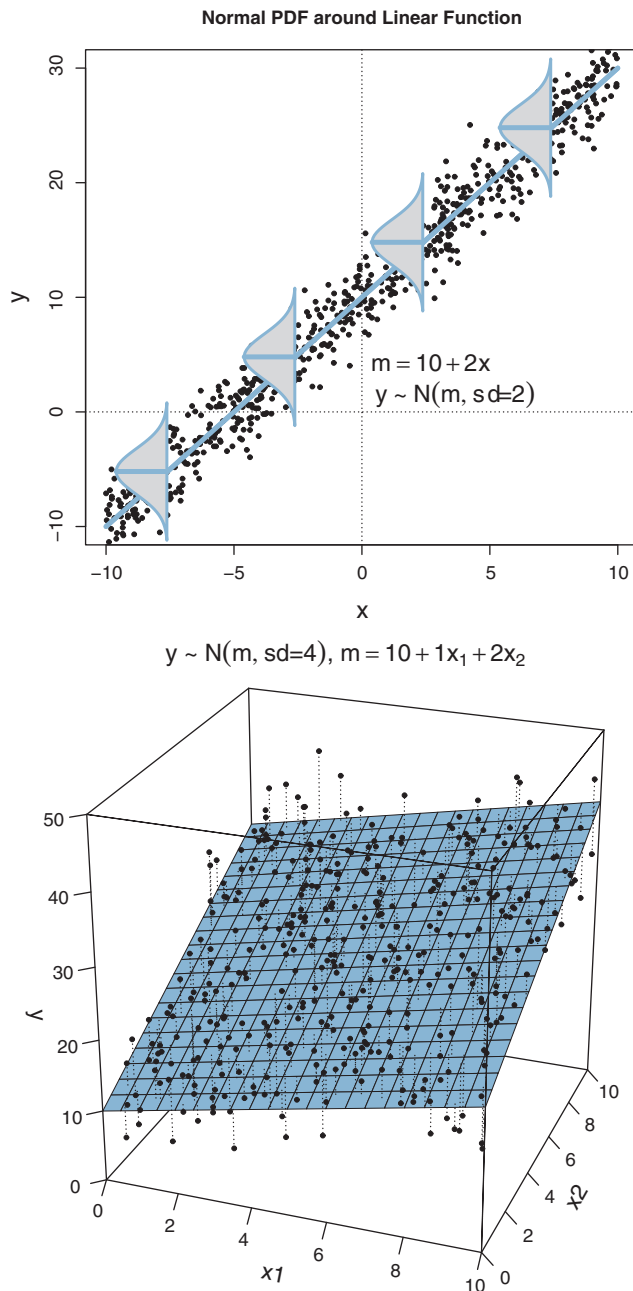 Normal PDF around Linear Function
30
20
10
0
−10
y
m = 10 + 2x
y ~ N(m, sd=2)
−10 −5 0 5 10
x
y ~ N(m, sd=4), m = 10 + 1x₁ + 2x₂
50
40
30
20
10
0
y
0 2 4 6 8 10
x1
0 2 4 6 8 10
x2